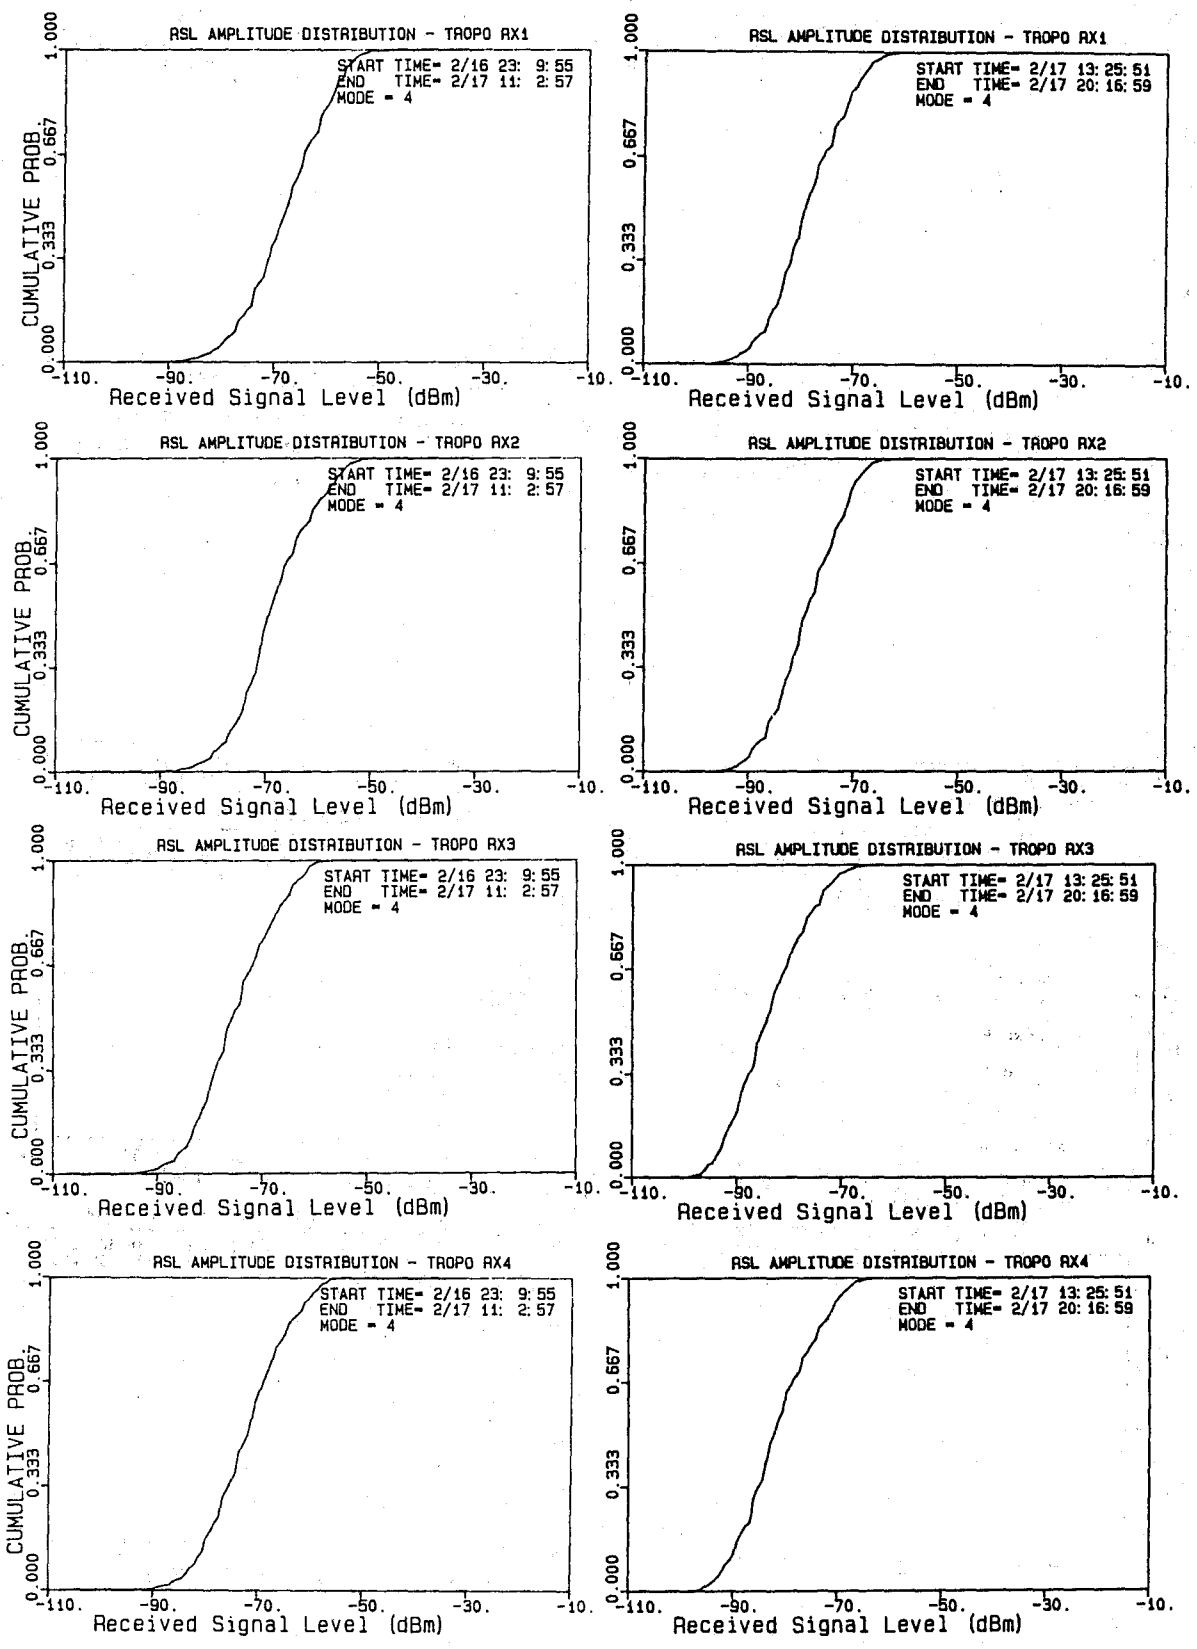 RSL AMPLITUDE DISTRIBUTION - TROPO RX1
START TIME= 2/16 23: 9:55
END TIME= 2/17 11: 2:57
MODE = 4
CUMULATIVE PROB.
1.000
0.667
0.333
0.000
-110. -90. -70. -50. -30. -10.
Received Signal Level (dBm)
RSL AMPLITUDE DISTRIBUTION - TROPO RX1
START TIME= 2/17 13:25:51
END TIME= 2/17 20:16:59
MODE = 4
1.000
0.667
0.333
0.000
-110. -90. -70. -50. -30. -10.
Received Signal Level (dBm)
RSL AMPLITUDE DISTRIBUTION - TROPO RX2
START TIME= 2/16 23: 9:55
END TIME= 2/17 11: 2:57
MODE = 4
CUMULATIVE PROB.
1.000
0.667
0.333
0.000
-110. -90. -70. -50. -30. -10.
Received Signal Level (dBm)
RSL AMPLITUDE DISTRIBUTION - TROPO RX2
START TIME= 2/17 13:25:51
END TIME= 2/17 20:16:59
MODE = 4
1.000
0.667
0.333
0.000
-110. -90. -70. -50. -30. -10.
Received Signal Level (dBm)
RSL AMPLITUDE DISTRIBUTION - TROPO RX3
START TIME= 2/16 23: 9:55
END TIME= 2/17 11: 2:57
MODE = 4
CUMULATIVE PROB.
1.000
0.667
0.333
0.000
-110. -90. -70. -50. -30. -10.
Received Signal Level (dBm)
RSL AMPLITUDE DISTRIBUTION - TROPO RX3
START TIME= 2/17 13:25:51
END TIME= 2/17 20:16:59
MODE = 4
1.000
0.667
0.333
0.000
-110. -90. -70. -50. -30. -10.
Received Signal Level (dBm)
RSL AMPLITUDE DISTRIBUTION - TROPO RX4
START TIME= 2/16 23: 9:55
END TIME= 2/17 11: 2:57
MODE = 4
CUMULATIVE PROB.
1.000
0.667
0.333
0.000
-110. -90. -70. -50. -30. -10.
Received Signal Level (dBm)
RSL AMPLITUDE DISTRIBUTION - TROPO RX4
START TIME= 2/17 13:25:51
END TIME= 2/17 20:16:59
MODE = 4
1.000
0.667
0.333
0.000
-110. -90. -70. -50. -30. -10.
Received Signal Level (dBm)